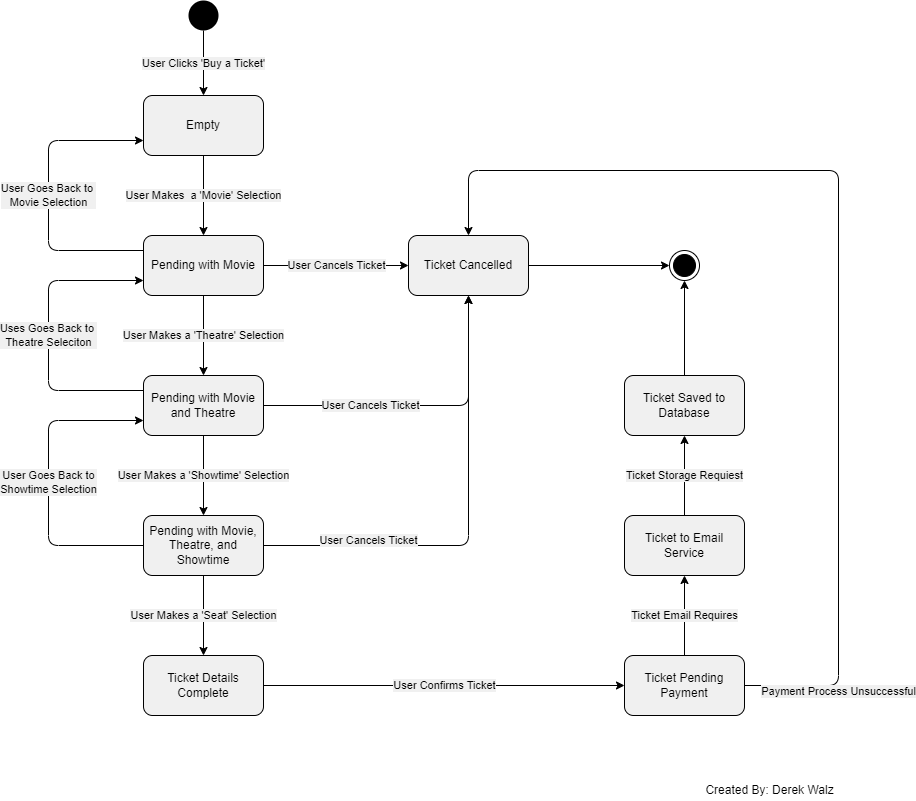 User Clicks 'Buy a Ticket'
Empty
User Goes Back to
Movie Selection
User Makes  a 'Movie' Selection
Pending with Movie
User Cancels Ticket
Ticket Cancelled
Uses Goes Back to
Theatre Seleciton
User Makes a 'Theatre' Selection
Pending with Movie
and Theatre
User Cancels Ticket
Ticket Saved to
Database
User Goes Back to
Showtime Selection
User Makes a 'Showtime' Selection
Ticket Storage Requiest
Pending with Movie,
Theatre, and
Showtime
User Cancels Ticket
Ticket to Email
Service
User Makes a 'Seat' Selection
Ticket Email Requires
Ticket Details
Complete
User Confirms Ticket
Ticket Pending
Payment
Payment Process Unsuccessful
Created By: Derek Walz